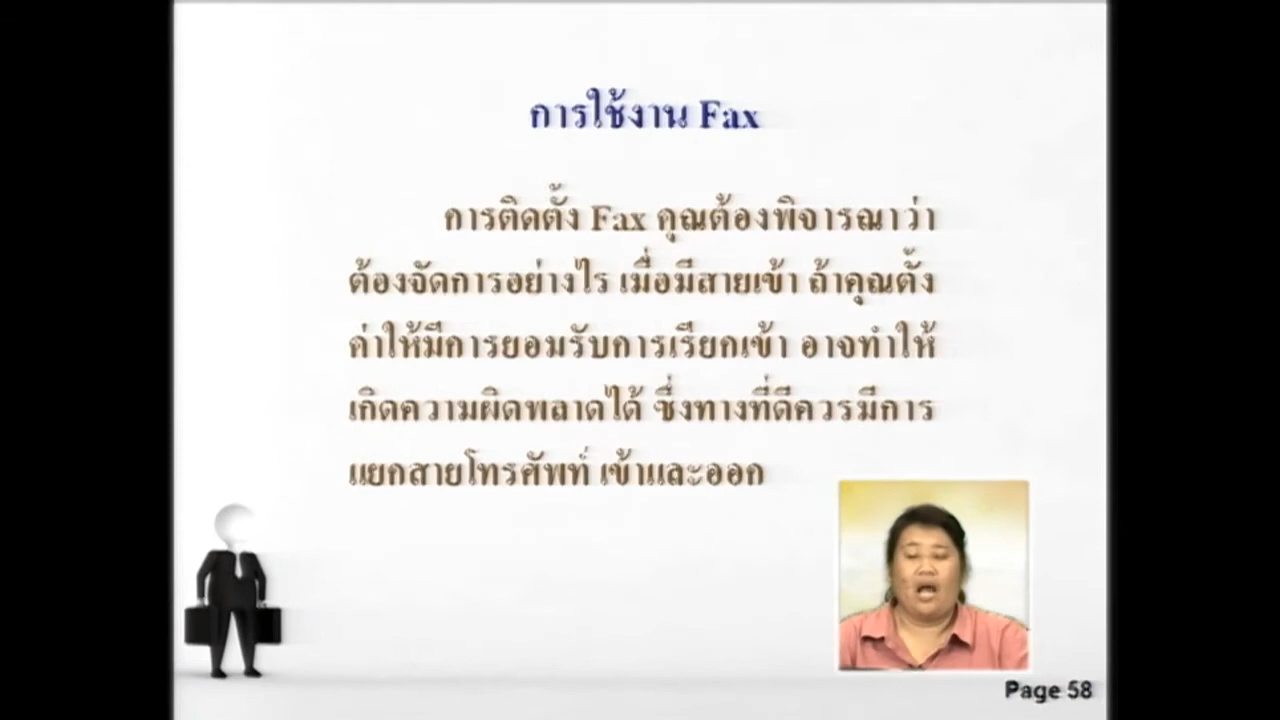 การใช้งาน Fax
การติดตั้ง Fax คุณต้องพิจารณาว่า
ต้องจัดการอย่างไร เมื่อมีสายเข้า ถ้าคุณตั้ง
ค่าให้มีการยอมรับการเรียกเข้า อาจทำให้
เกิดความผิดพลาดได้ ซึ่งทางที่ดีควรมีการ
แยกสายโทรศัพท์ เข้าและออก
Page 58